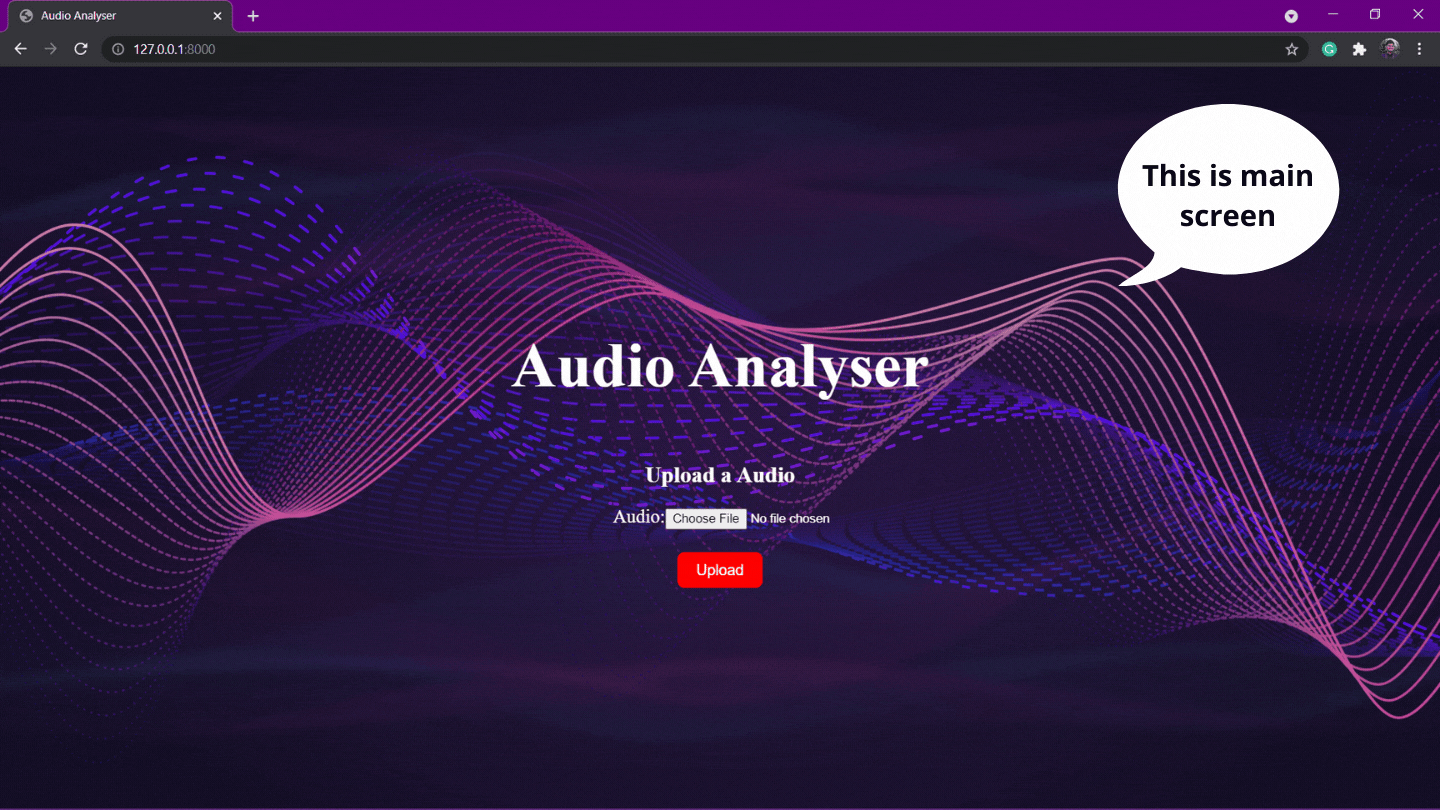 Audio Analyser
127.0.0.1:8000
This is main
screen
Audio Analyser
Upload a Audio
Audio: Choose File No file chosen
Upload